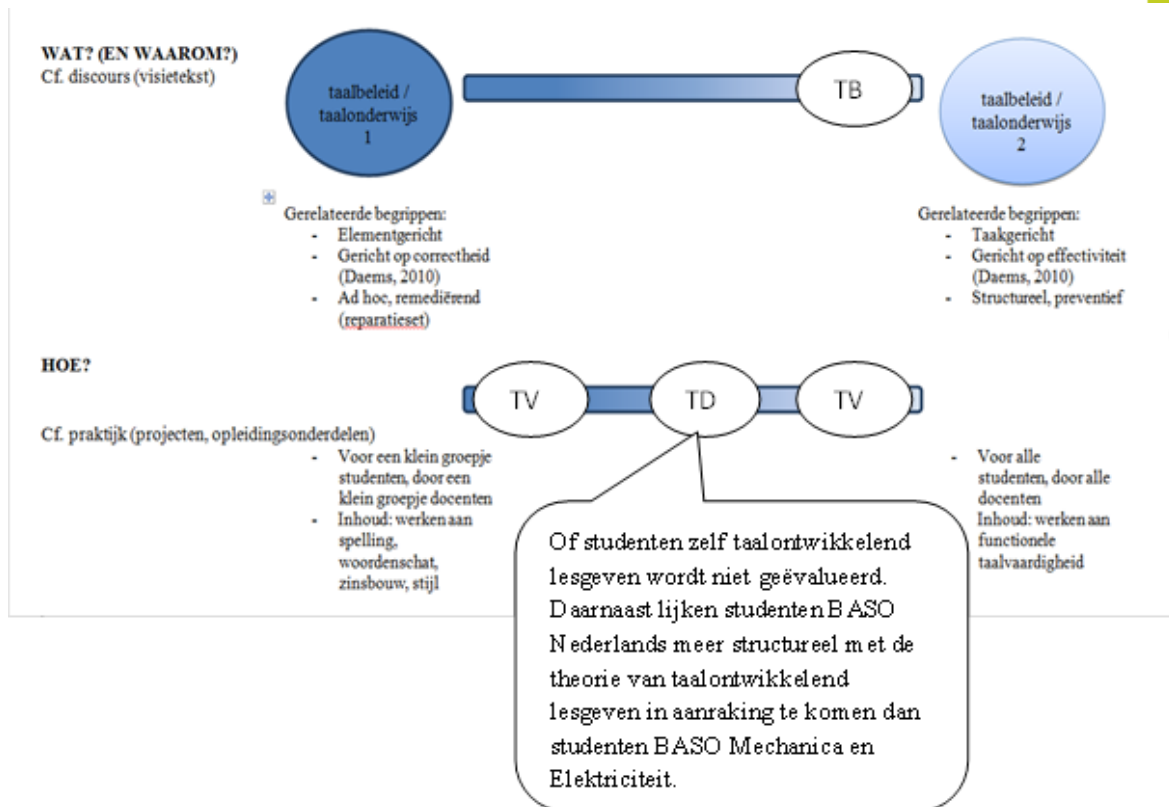 WAT? (EN WAAROM?)
Cf. discours (visietekst)
taalbeleid /
taalonderwijs
1
TB
taalbeleid /
taalonderwijs
2
Gerelateerde begrippen:
- Elementgericht
- Gericht op correctheid
(Daems, 2010)
- Ad hoc, remediërend
(reparatieset)
Gerelateerde begrippen:
- Taakgericht
- Gericht op effectiviteit
(Daems, 2010)
- Structureel, preventief
HOE?
TV
TD
TV
Cf. praktijk (projecten, opleidingsonderdelen)
- Voor een klein groepje
studenten, door een
klein groepje docenten
- Inhoud: werken aan
spelling,
woordenschat,
zinsbouw, stijl
- Voor alle
studenten, door alle
docenten
Inhoud: werken aan
functionele
taalvaardigheid
Of studenten zelf taalontwikkelend
lesgeven wordt niet geëvalueerd.
Daarnaast lijken studenten BASO
Nederlands meer structureel met de
theorie van taalontwikkelend
lesgeven in aanraking te komen dan
studenten BASO Mechanica en
Elektriciteit.